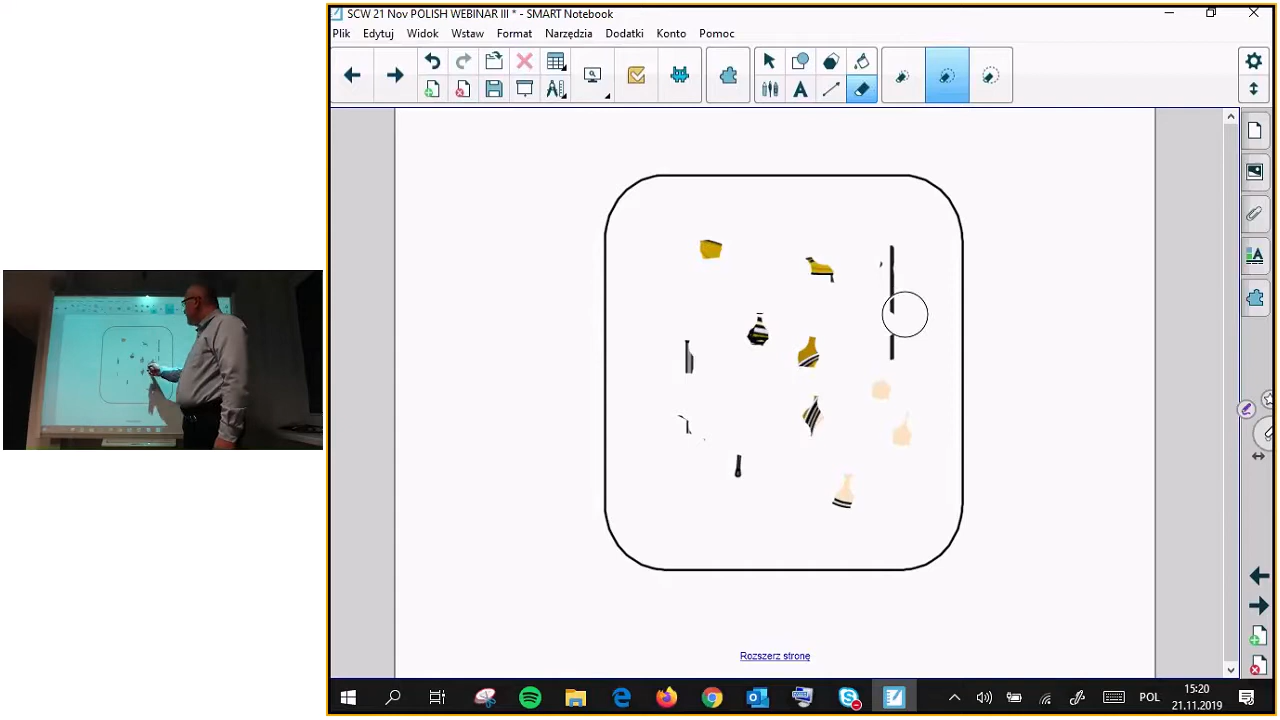 SCW 21 Nov POLISH WEBINAR III * - SMART Notebook
Plik Edytuj Widok Wstaw Format Narzędzia Dodatki Konto Pomoc
Rozszerz stronę
POL
15:20
21.11.2019